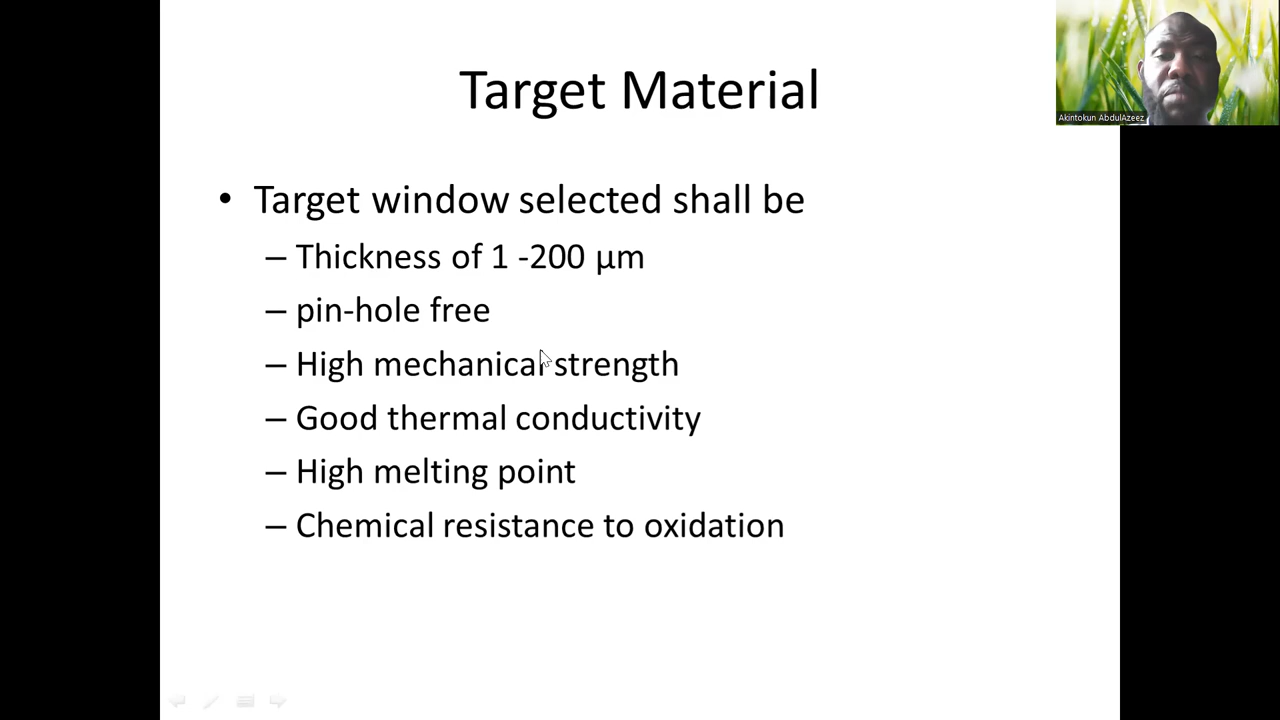 Target Material
Akintokun AbdulAzeez
• Target window selected shall be
– Thickness of 1 -200 µm
– pin-hole free
– High mechanical strength
– Good thermal conductivity
– High melting point
– Chemical resistance to oxidation